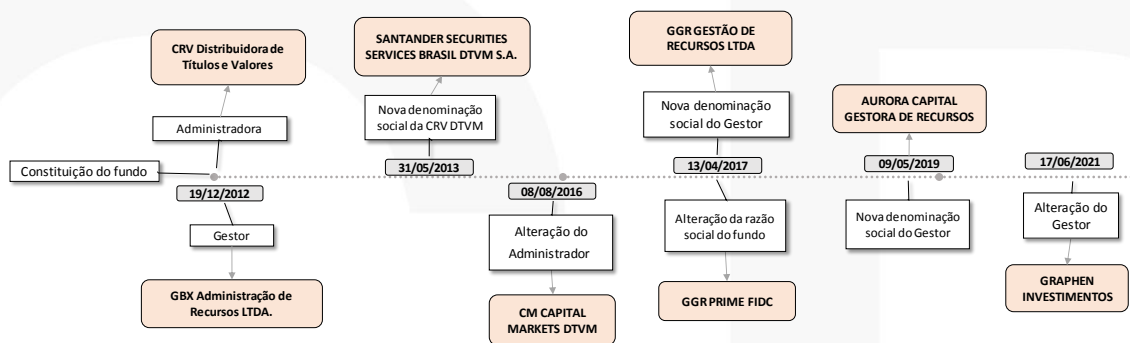 CRV Distribuidora de
Títulos e Valores
Administradora
Constituição do fundo
19/12/2012
Gestor
GBX Administração de
Recursos LTDA.
SANTANDER SECURITIES
SERVICES BRASIL DTVM S.A.
Nova denominação
social da CRV DTVM
31/05/2013
08/08/2016
Alteração do
Administrador
CM CAPITAL
MARKETS DTVM
GGR GESTÃO DE
RECURSOS LTDA
Nova denominação
social do Gestor
13/04/2017
Alteração da razão
social do fundo
GGR PRIME FIDC
AURORA CAPITAL
GESTORA DE RECURSOS
09/05/2019
Nova denominação
social do Gestor
17/06/2021
Alteração do
Gestor
GRAPHEN
INVESTIMENTOS